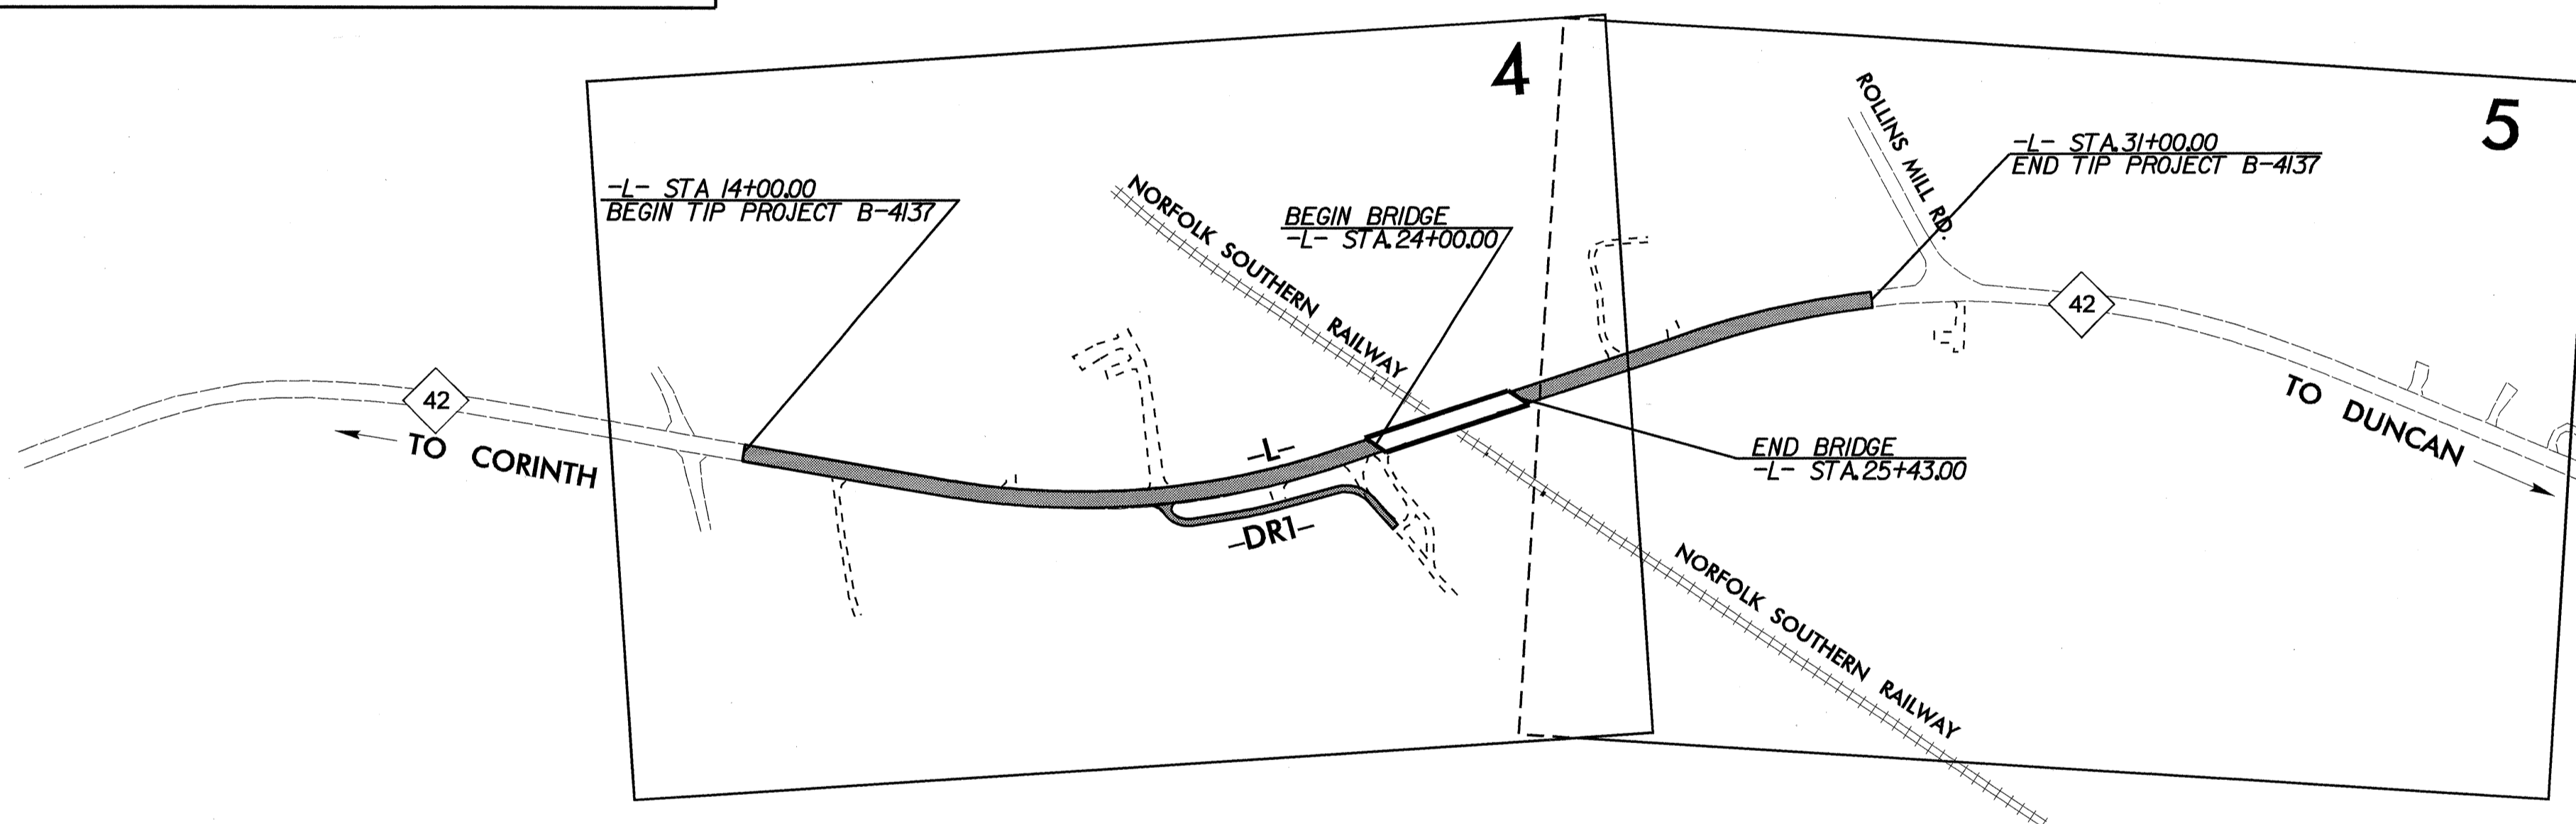 4
5
ROLLINS MILL RD.
-L- STA.31+00.00
END TIP PROJECT B-4137
-L- STA 14+00.00
BEGIN TIP PROJECT B-4137
NORFOLK SOUTHERN RAILWAY
BEGIN BRIDGE
-L- STA.24+00.00
42
42
TO CORINTH
TO DUNCAN
-L-
-DR1-
END BRIDGE
-L- STA.25+43.00
NORFOLK SOUTHERN RAILWAY